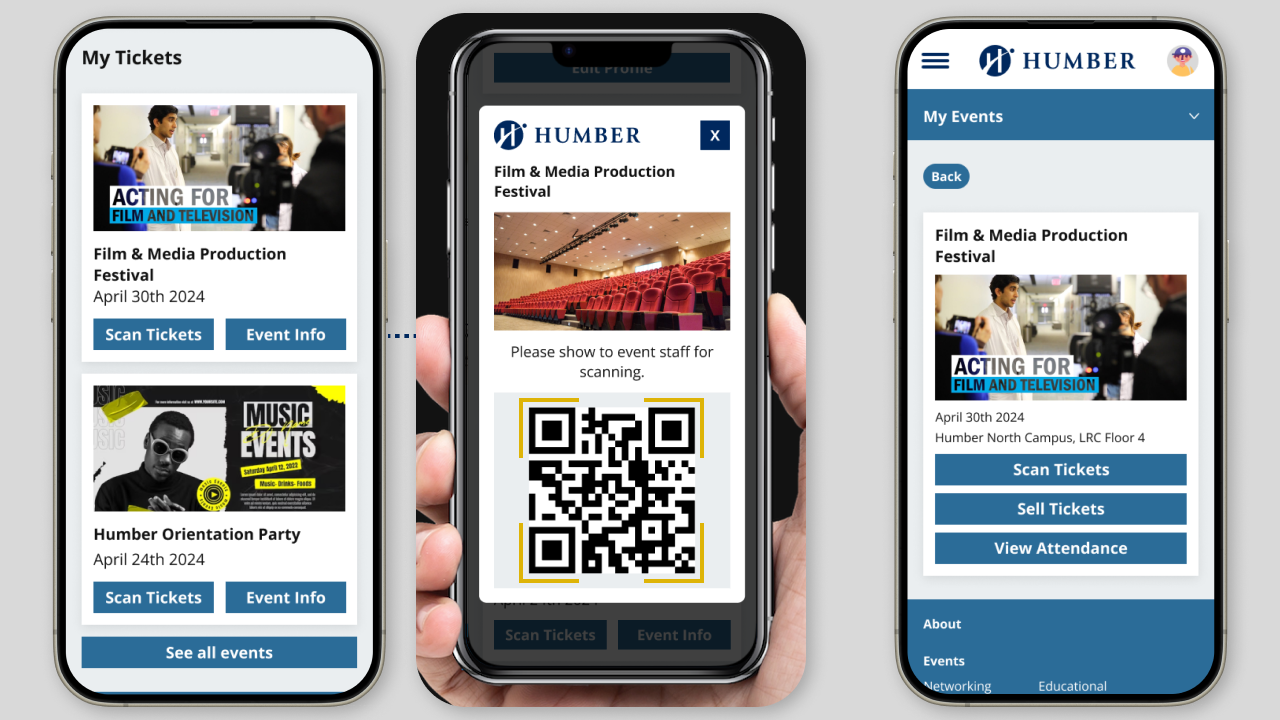 My Tickets
ACTING FOR
FILM AND TELEVISION
Film & Media Production
Festival
April 30th 2024
Scan Tickets
Event Info
MUSIC
EVENTS
Saturday April 12, 2023
Music- Drinks- Foods
Humber Orientation Party
April 24th 2024
Scan Tickets
Event Info
See all events
Edit Profile
HUMBER
X
Film & Media Production
Festival
Please show to event staff for
scanning.
Scan Tickets
Event Info
HUMBER
My Events
Back
Film & Media Production
Festival
ACTING FOR
FILM AND TELEVISION
April 30th 2024
Humber North Campus, LRC Floor 4
Scan Tickets
Sell Tickets
View Attendance
About
Events
Networking
Educational